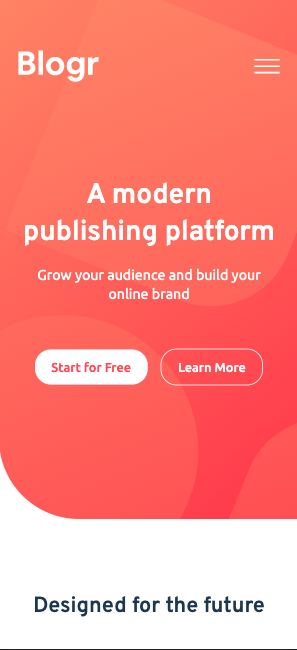 Blogr
A modern
publishing platform
Grow your audience and build your
online brand
Start for Free
Learn More
Designed for the future